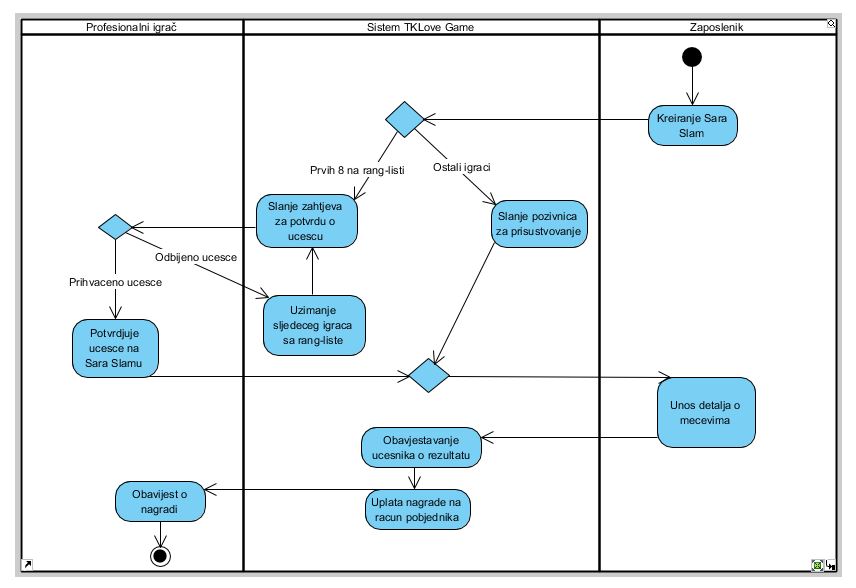 Profesionalni igrač
Sistem TKLove Game
Zaposlenik
Kreiranje Sara
Slam
Prvih 8 na rang-listi
Ostali igraci
Slanje zahtjeva
za potvrdu o
ucescu
Slanje pozivnica
za prisustvovanje
Odbijeno ucesce
Prihvaceno ucesce
Uzimanje
sljedeceg igraca
sa rang-liste
Potvrdjuje
ucesce na
Sara Slamu
Unos detalja o
mecevima
Obavjestavanje
ucesnika o rezultatu
Uplata nagrade na
racun pobjednika
Obavijest o
nagradi